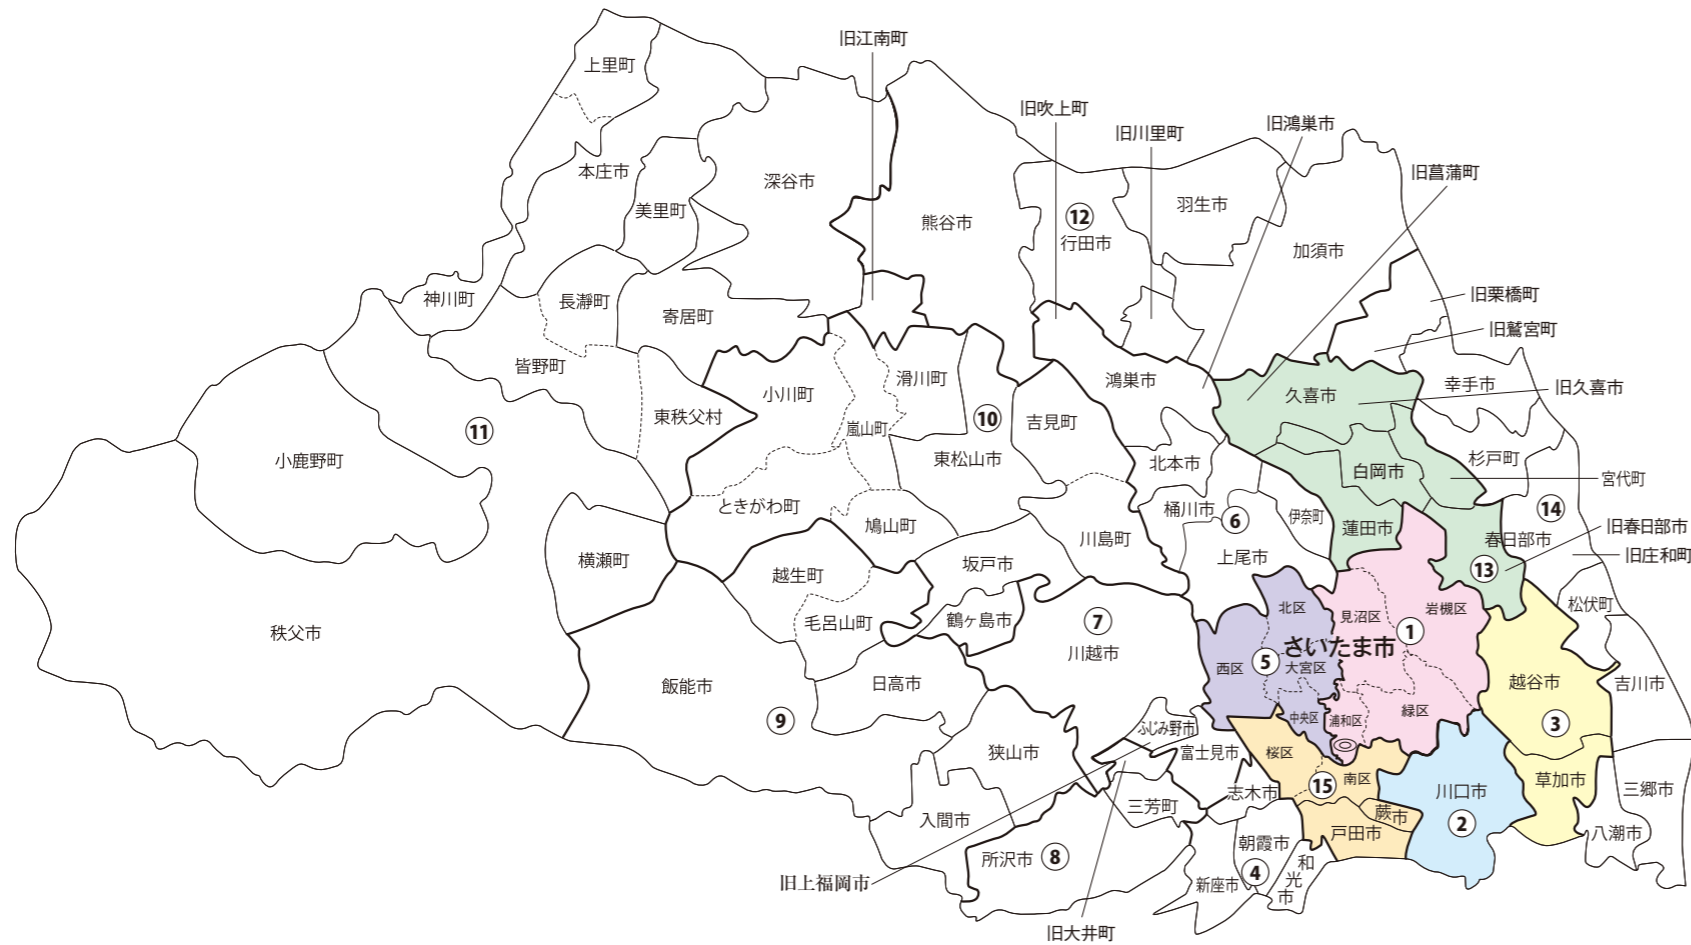 旧江南町
上里町
旧吹上町
旧川里町
旧鴻巣市
本庄市
深谷市
旧菖蒲町
美里町
熊谷市
⑫
行田市
羽生市
加須市
神川町
長瀞町
寄居町
旧栗橋町
旧鷲宮町
皆野町
小川町
滑川町
鴻巣市
久喜市
幸手市
旧久喜市
東秩父村
嵐山町
⑩
吉見町
⑪
小鹿野町
東松山市
北本市
白岡市
杉戸町
宮代町
ときがわ町
鳩山町
桶川市
⑥
伊奈町
蓮田市
⑭
春日部市
旧春日部市
旧庄和町
横瀬町
越生町
坂戸市
川島町
上尾市
⑬
毛呂山町
鶴ヶ島市
⑦
川越市
北区
見沼区
岩槻区
①
松伏町
秩父市
さいたま市
西区
⑤
大宮区
飯能市
日高市
越谷市
吉川市
⑨
中央区
浦和区
緑区
③
ふじみ野市
狭山市
富士見市
桜区
南区
⑮
草加市
三郷市
志木市
川口市
②
三芳町
蕨市
入間市
戸田市
八潮市
所沢市
⑧
朝霞市
④
和光市
新座市
旧上福岡市
旧大井町